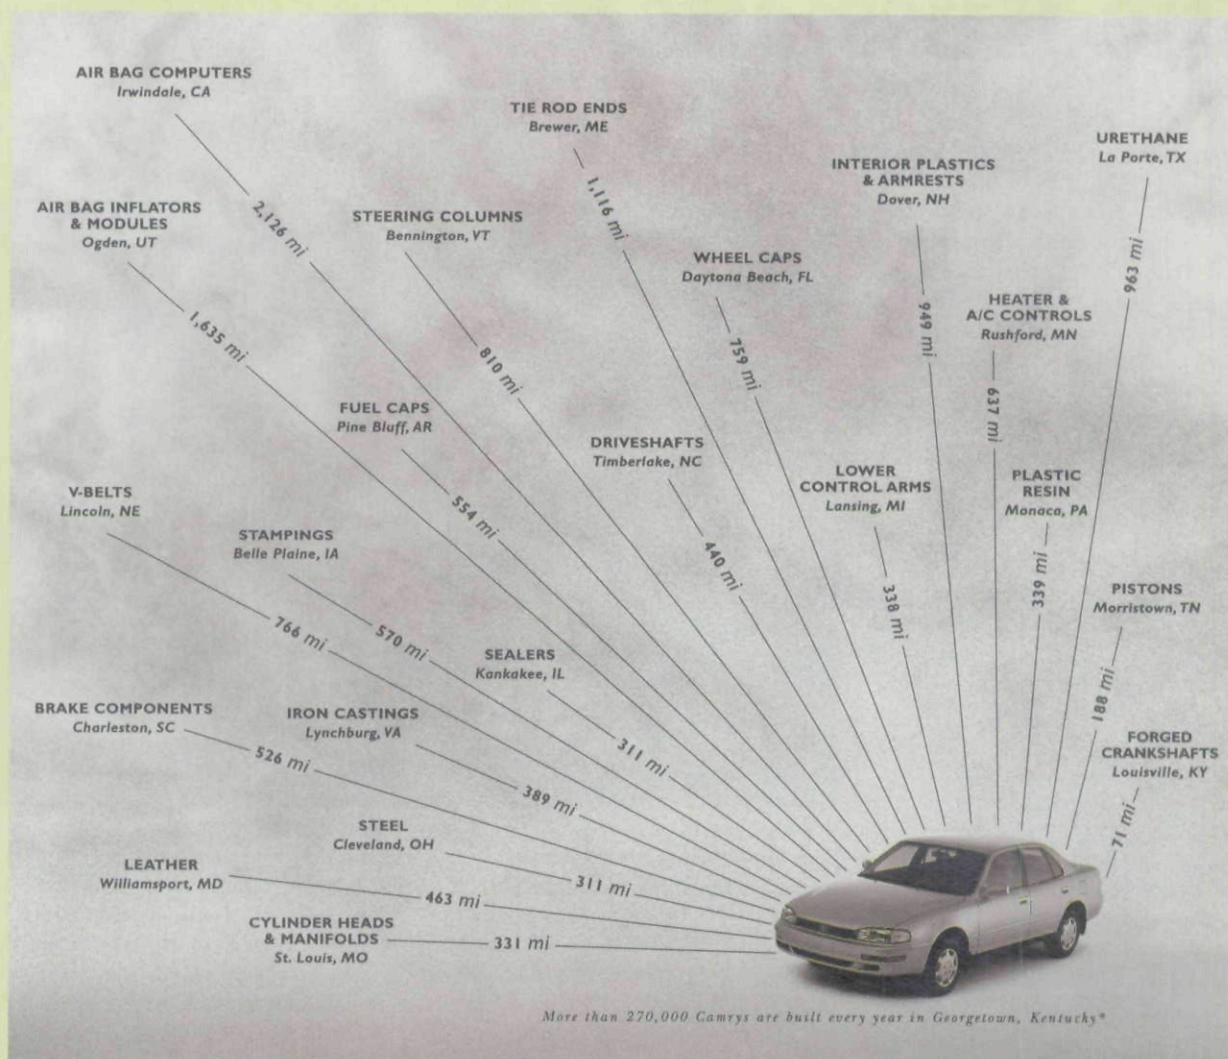 AIR BAG COMPUTERS
Irwindale, CA
2,126 mi
TIE ROD ENDS
Brewer, ME
1,116 mi
URETHANE
La Porte, TX
963 mi
INTERIOR PLASTICS
& ARMRESTS
Dover, NH
949 mi
AIR BAG INFLATORS
& MODULES
Ogden, UT
1,635 mi
STEERING COLUMNS
Bennington, VT
810 mi
WHEEL CAPS
Daytona Beach, FL
759 mi
HEATER &
A/C CONTROLS
Rushford, MN
637 mi
FUEL CAPS
Pine Bluff, AR
554 mi
DRIVESHAFTS
Timberlake, NC
440 mi
LOWER
CONTROL ARMS
Lansing, MI
338 mi
PLASTIC
RESIN
Monaca, PA
339 mi
V-BELTS
Lincoln, NE
766 mi
STAMPINGS
Belle Plaine, IA
570 mi
PISTONS
Morristown, TN
188 mi
SEALERS
Kankakee, IL
311 mi
BRAKE COMPONENTS
Charleston, SC
526 mi
IRON CASTINGS
Lynchburg, VA
389 mi
FORGED
CRANKSHAFTS
Louisville, KY
71 mi
STEEL
Cleveland, OH
311 mi
LEATHER
Williamsport, MD
463 mi
CYLINDER HEADS
& MANIFOLDS
St. Louis, MO
331 mi
More than 270,000 Camrys are built every year in Georgetown, Kentucky*